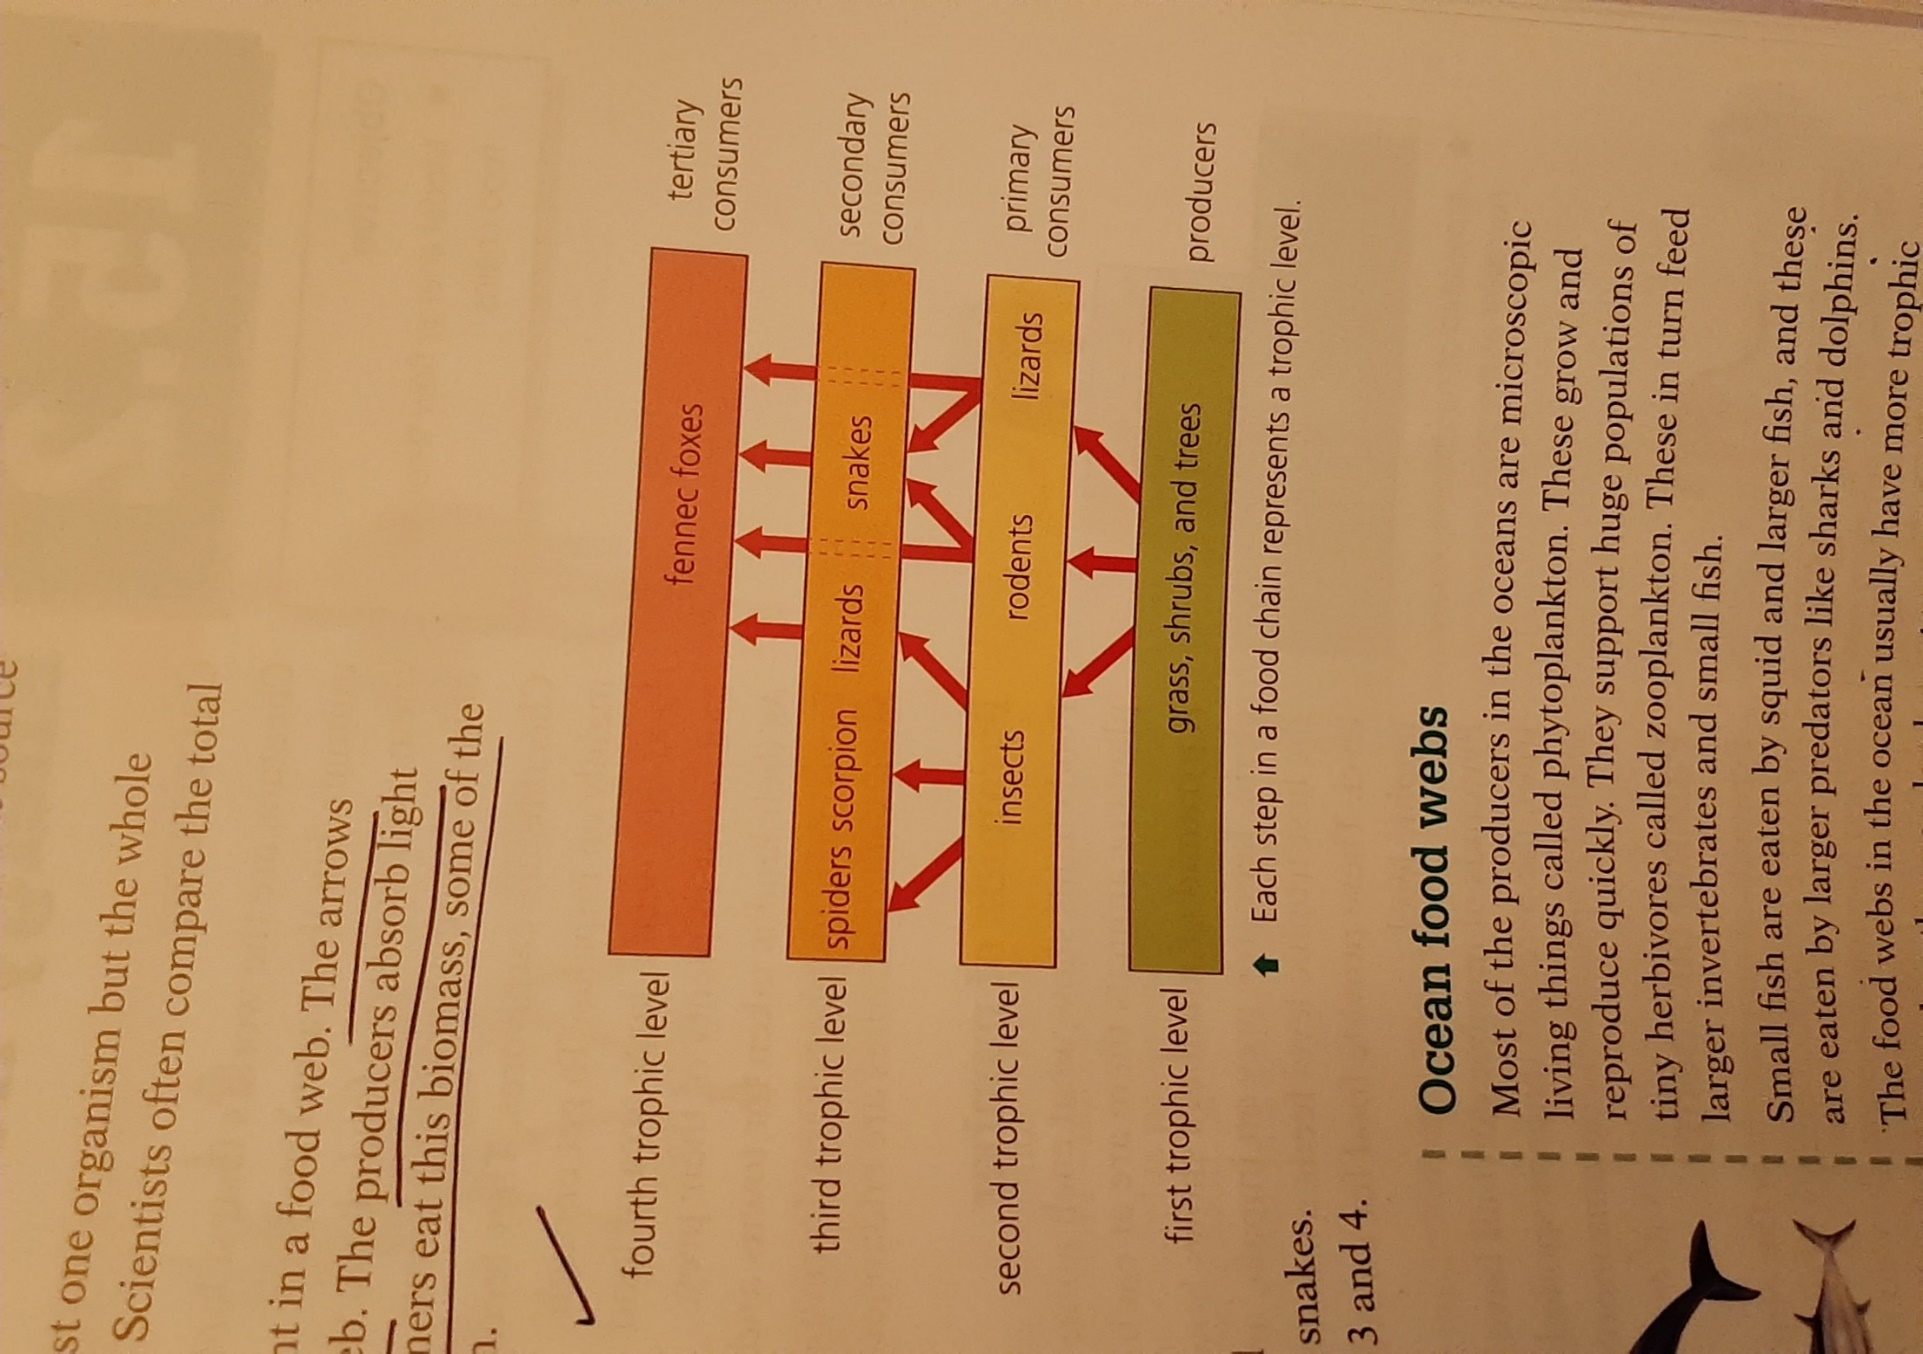 st one organism but the whole
Scientists often compare the total
nt in a food web. The arrows
eb. The producers absorb light
ners eat this biomass, some of the
n.
fourth trophic level
fennec foxes
tertiary
consumers
third trophic level
spiders scorpion lizards snakes
secondary
consumers
second trophic level
insects rodents lizards
primary
consumers
first trophic level
grass, shrubs, and trees
producers
Each step in a food chain represents a trophic level.
snakes.
3 and 4.
Ocean food webs
Most of the producers in the oceans are microscopic
living things called phytoplankton. These grow and
reproduce quickly. They support huge populations of
tiny herbivores called zooplankton. These in turn feed
larger invertebrates and small fish.
Small fish are eaten by squid and larger fish, and these
are eaten by larger predators like sharks and dolphins.
The food webs in the ocean usually have more trophic